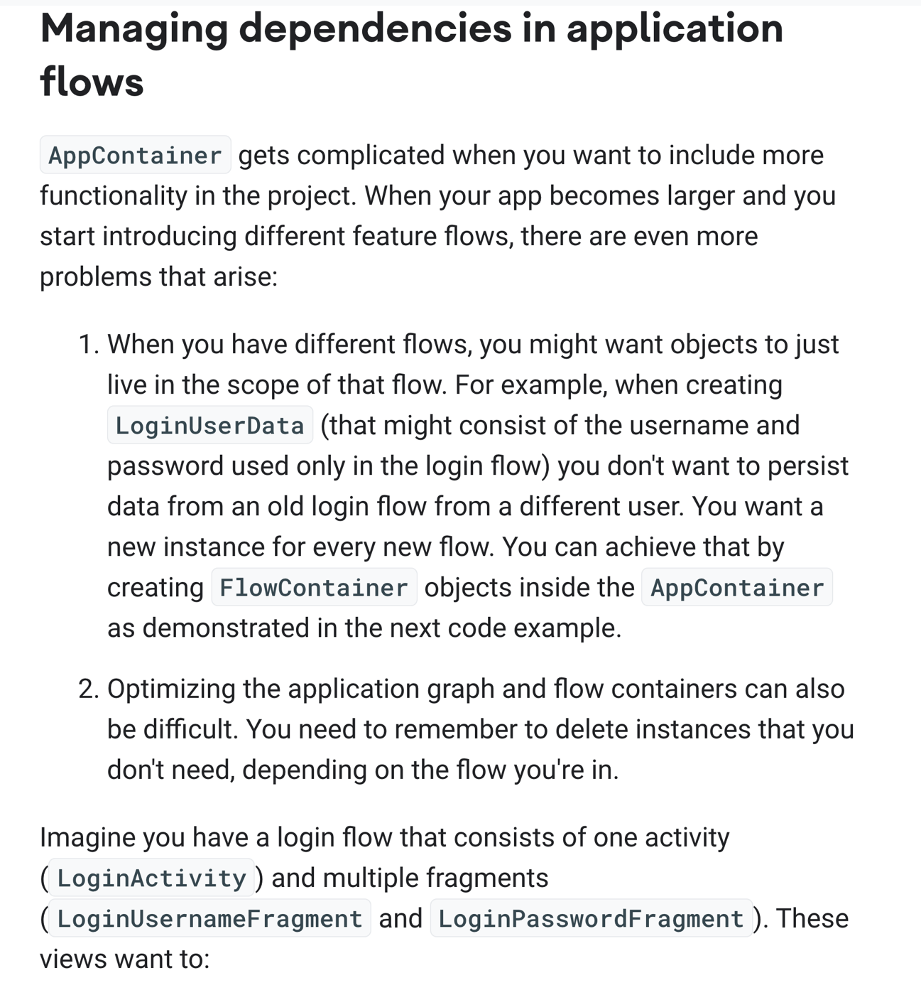 Managing dependencies in application
flows
AppContainer gets complicated when you want to include more
functionality in the project. When your app becomes larger and you
start introducing different feature flows, there are even more
problems that arise:
1. When you have different flows, you might want objects to just
live in the scope of that flow. For example, when creating
LoginUserData (that might consist of the username and
password used only in the login flow) you don't want to persist
data from an old login flow from a different user. You want a
new instance for every new flow. You can achieve that by
creating FlowContainer objects inside the AppContainer
as demonstrated in the next code example.
2. Optimizing the application graph and flow containers can also
be difficult. You need to remember to delete instances that you
don't need, depending on the flow you're in.
Imagine you have a login flow that consists of one activity
(LoginActivity) and multiple fragments
(LoginUsernameFragment and LoginPasswordFragment). These
views want to: